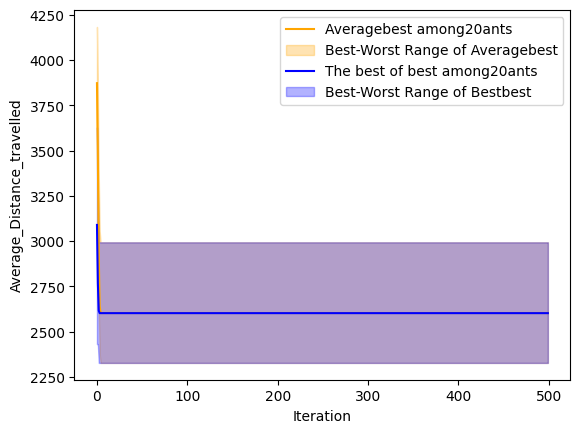 4250
4000
3750
3500
3250
3000
2750
2500
2250
Average_Distance_travelled
Averagebest among20ants
Best-Worst Range of Averagebest
The best of best among20ants
Best-Worst Range of Bestbest
0 100 200 300 400 500
Iteration